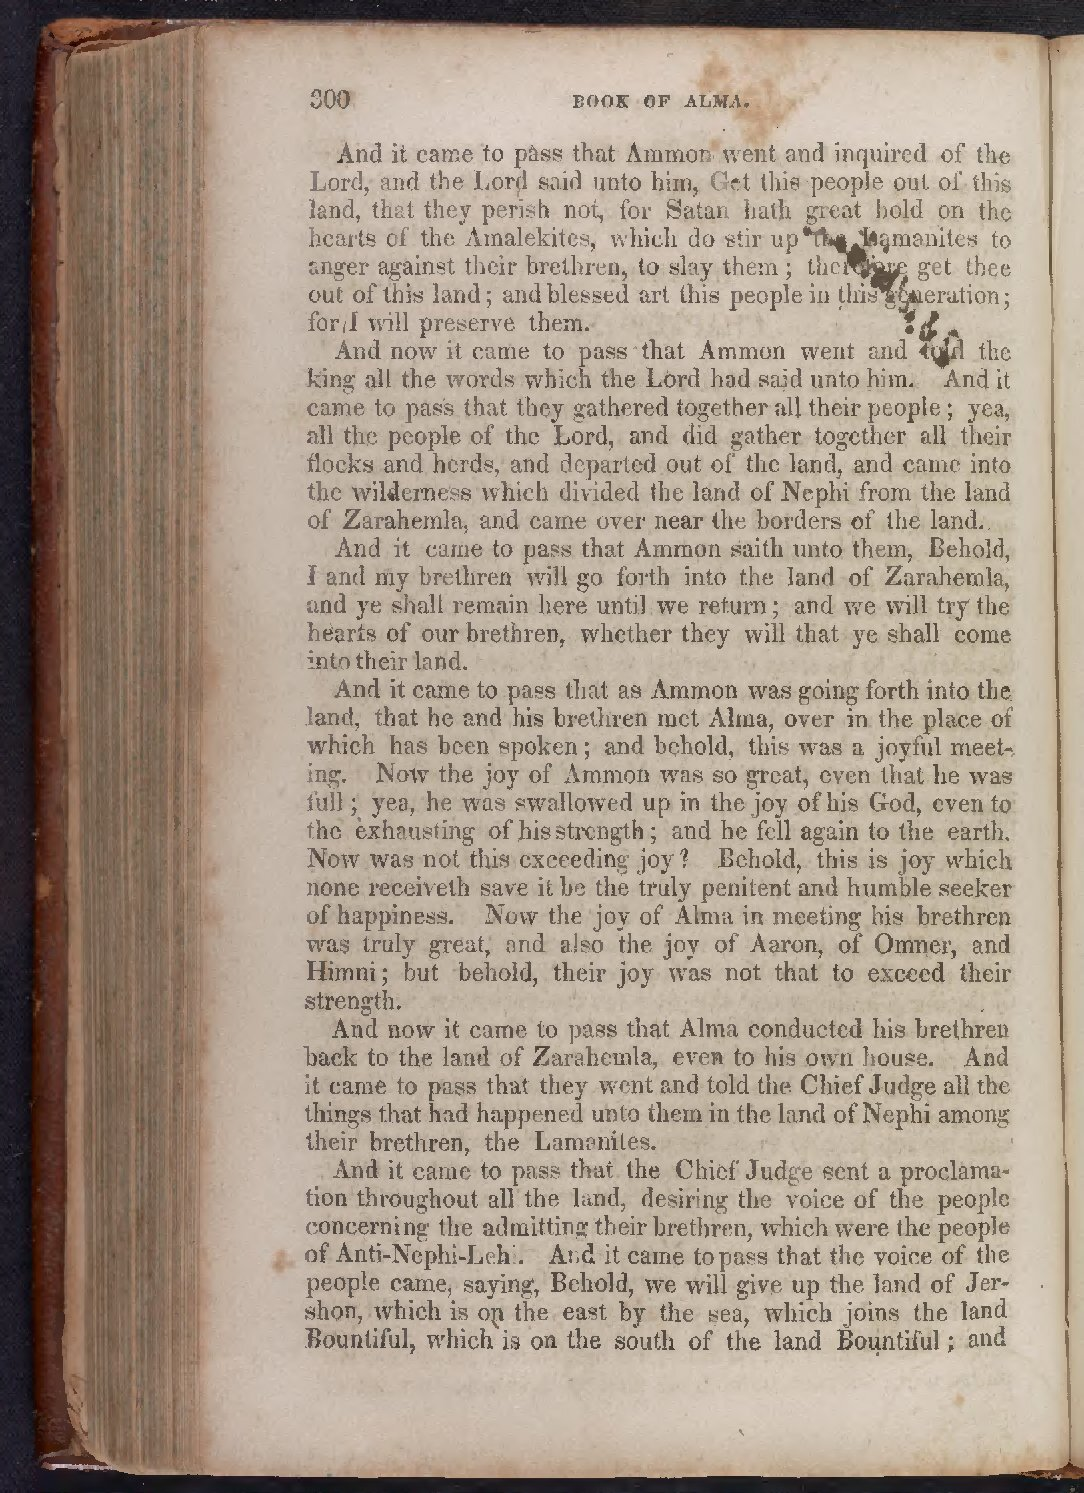 300 BOOK OF ALMA.
And it came to pass that Ammon went and inquired of the
Lord, and the Lord said unto him, Get this people out of this
land, that they perish not, for Satan hath great hold on the
hearts of the Amalekites, which do stir up the Lamanites to
anger against their brethren, to slay them; therefore get thee
out of this land; and blessed art this people in this generation;
for I will preserve them.
And now it came to pass that Ammon went and told the
king all the words which the Lord had said unto him. And it
came to pass that they gathered together all their people; yea,
all the people of the Lord, and did gather together all their
flocks and herds, and departed out of the land, and came into
the wilderness which divided the land of Nephi from the land
of Zarahemla, and came over near the borders of the land.
And it came to pass that Ammon saith unto them, Behold,
I and my brethren will go forth into the land of Zarahemla,
and ye shall remain here until we return; and we will try the
hearts of our brethren, whether they will that ye shall come
into their land.
And it came to pass that as Ammon was going forth into the
land, that he and his brethren met Alma, over in the place of
which has been spoken; and behold, this was a joyful meet-
ing. Now the joy of Ammon was so great, even that he was
full; yea, he was swallowed up in the joy of his God, even to
the exhausting of his strength; and he fell again to the earth.
Now was not this exceeding joy? Behold, this is joy which
none receiveth save it be the truly penitent and humble seeker
of happiness. Now the joy of Alma in meeting his brethren
was truly great, and also the joy of Aaron, of Omner, and
Himni; but behold, their joy was not that to exceed their
strength.
And now it came to pass that Alma conducted his brethren
back to the land of Zarahemla, even to his own house. And
it came to pass that they went and told the Chief Judge all the
things that had happened unto them in the land of Nephi among
their brethren, the Lamanites.
And it came to pass that the Chief Judge sent a proclama-
tion throughout all the land, desiring the voice of the people
concerning the admitting their brethren, which were the people
of Anti-Nephi-Lehi. And it came to pass that the voice of the
people came, saying, Behold, we will give up the land of Jer-
shon, which is on the east by the sea, which joins the land
Bountiful, which is on the south of the land Bountiful; and